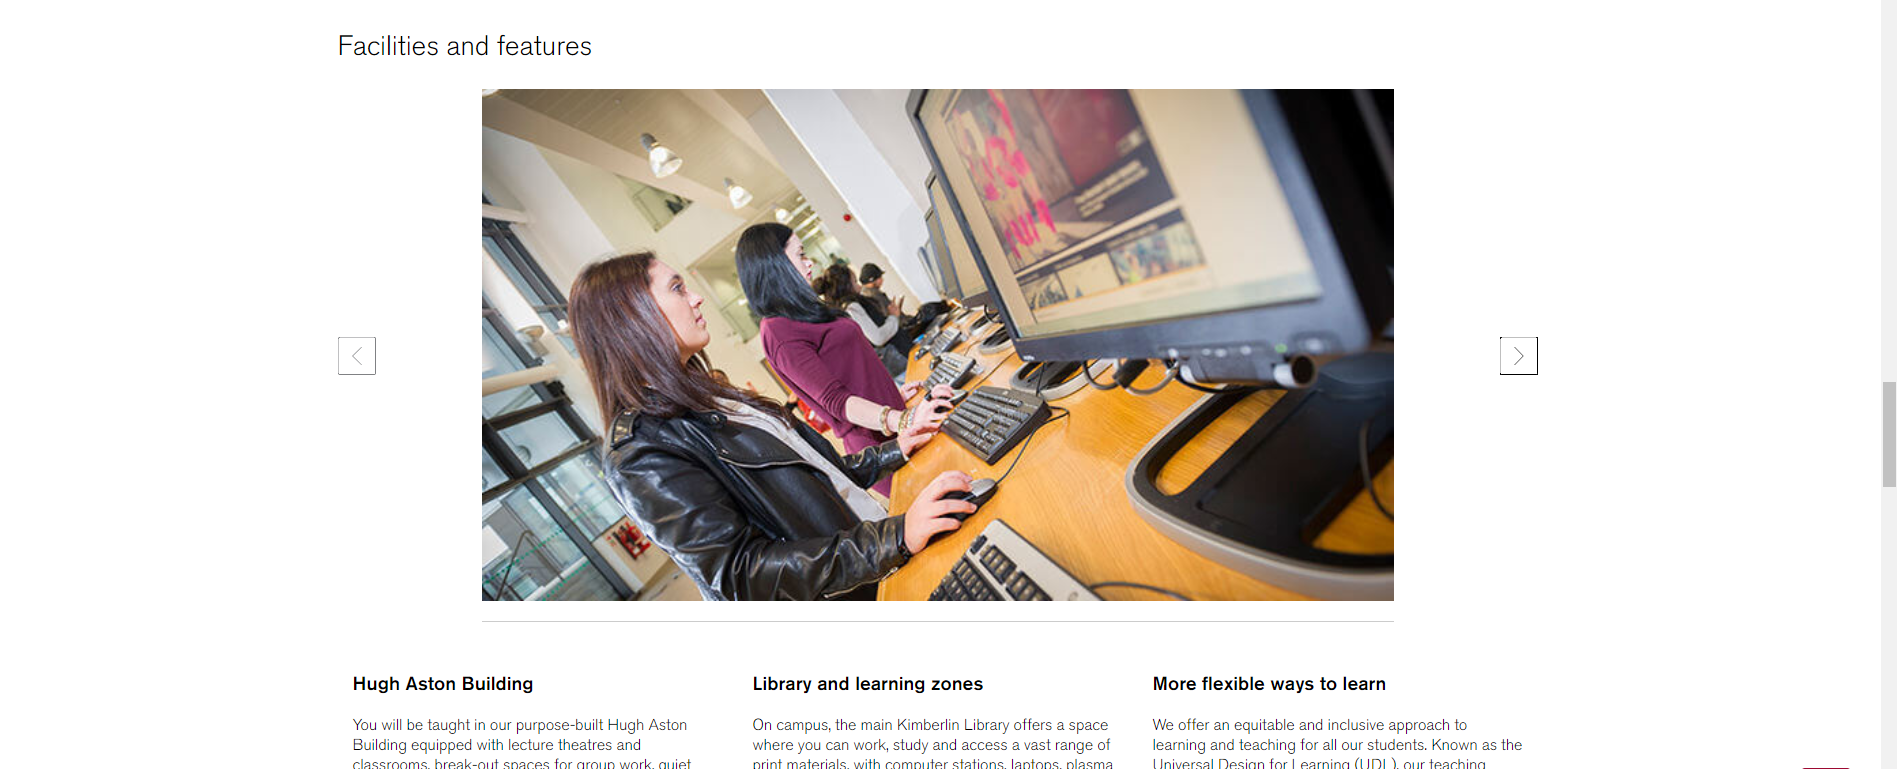 Facilities and features
Hugh Aston Building
You will be taught in our purpose-built Hugh Aston
Building equipped with lecture theatres and
classrooms, break-out spaces for group work, quiet
Library and learning zones
On campus, the main Kimberlin Library offers a space
where you can work, study and access a vast range of
print materials, with computer stations, laptops, plasma
More flexible ways to learn
We offer an equitable and inclusive approach to
learning and teaching for all our students. Known as the
Universal Design for Learning (UDL), our teaching